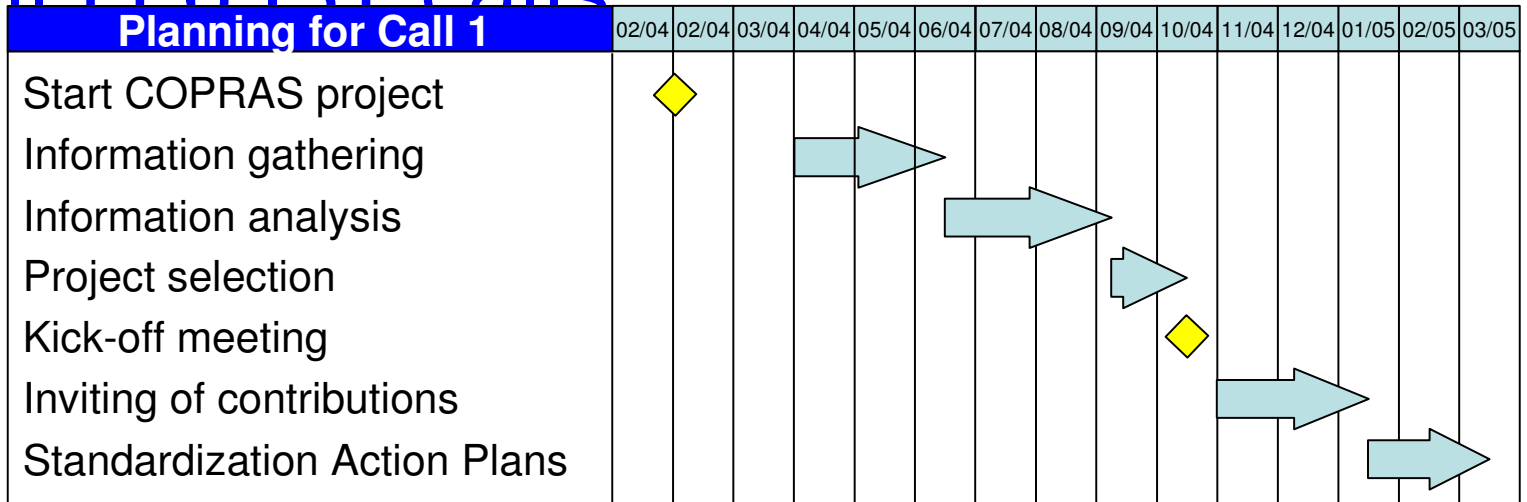 Planning for Call 1 02/04 02/04 03/04 04/04 05/04 06/04 07/04 08/04 09/04 10/04 11/04 12/04 01/05 02/05 03/05
Start COPRAS project
Information gathering
Information analysis
Project selection
Kick-off meeting
Inviting of contributions
Standardization Action Plans